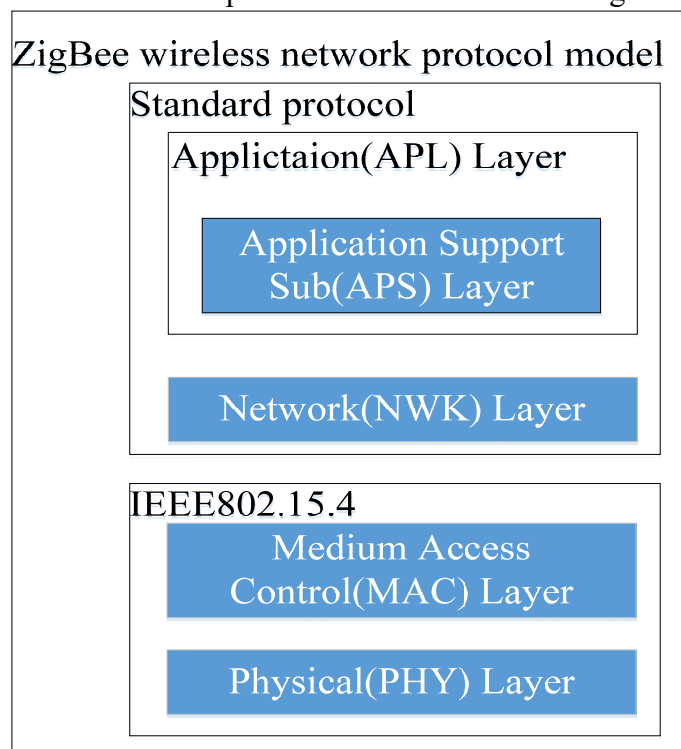 ZigBee wireless network protocol model
Standard protocol
Applictaion(APL) Layer
Application Support
Sub(APS) Layer
Network(NWK) Layer
IEEE802.15.4
Medium Access
Control(MAC) Layer
Physical(PHY) Layer